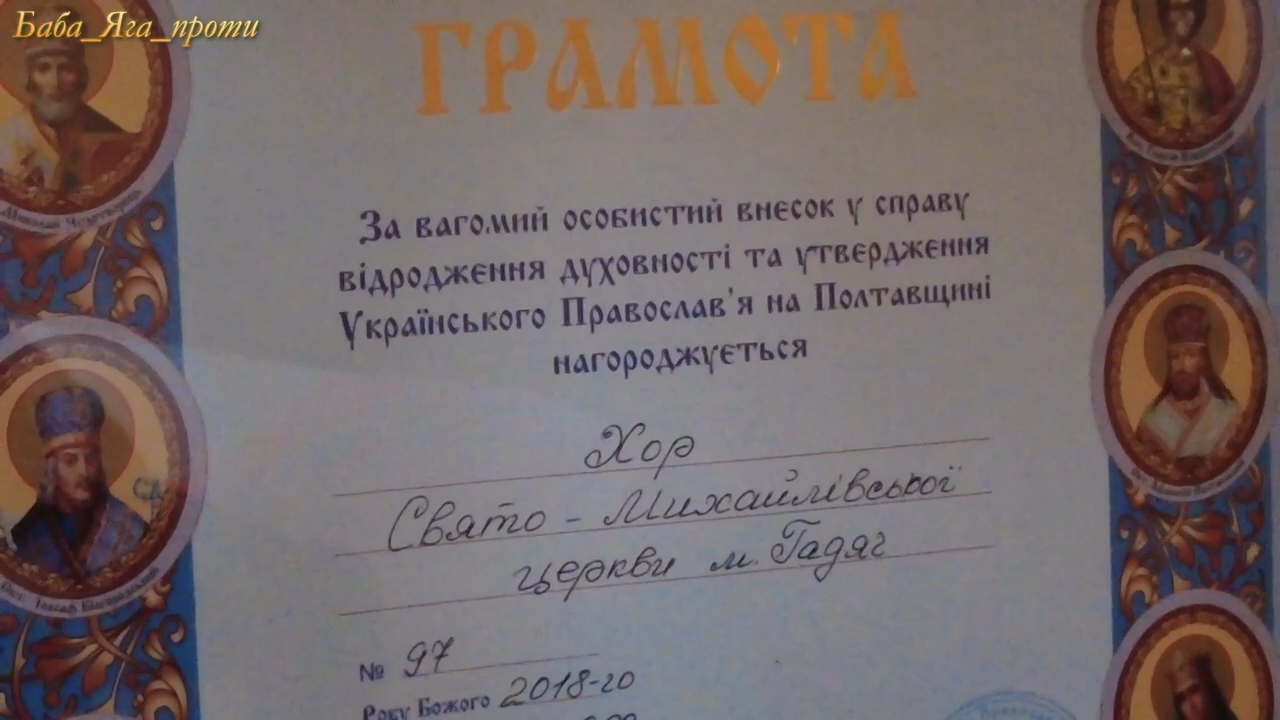 Баба_Яга_проти
ГРАМОТА
За вагомий особистий внесок у справу
відродження духовності та утвердження
Українського Православ'я на Полтавщині
нагороджується
Хор
Свято - Михайлівської
церкви м. Гадяч
№ 97
Року Божого 2018-го